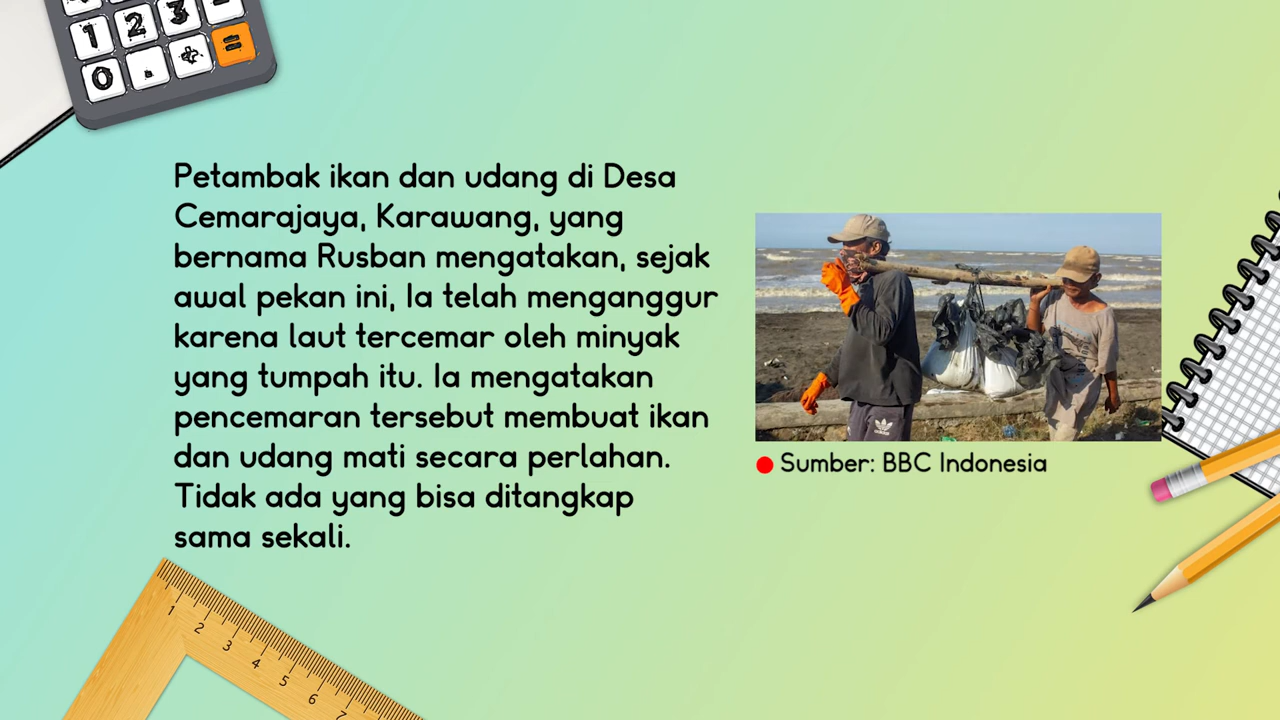 1 2 3
0 . ÷ =
Petambak ikan dan udang di Desa
Cemarajaya, Karawang, yang
bernama Rusban mengatakan, sejak
awal pekan ini, Ia telah menganggur
karena laut tercemar oleh minyak
yang tumpah itu. Ia mengatakan
pencemaran tersebut membuat ikan
dan udang mati secara perlahan.
Tidak ada yang bisa ditangkap
sama sekali.
adidas
Sumber: BBC Indonesia
1 2 3 4 5 6 7